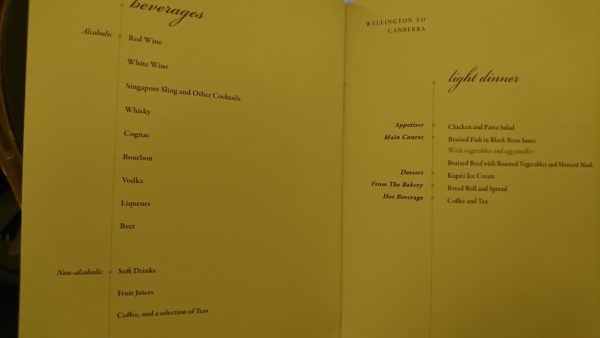 beverages
Alcoholic
Red Wine
White Wine
Singapore Sling and Other Cocktails
Whisky
Cognac
Bourbon
Vodka
Liqueurs
Beer
Non-alcoholic
Soft Drinks
Fruit Juices
Coffee, and a selection of Teas
WELLINGTON TO
CANBERRA
light dinner
Appetiser
Chicken and Pasta Salad
Main Course
Braised Fish in Black Bean Sauce
With vegetables and egg noodles
Braised Beef with Roasted Vegetables and Mustard Mash
Dessert
Kapiti Ice Cream
From The Bakery
Bread Roll and Spread
Hot Beverage
Coffee and Tea